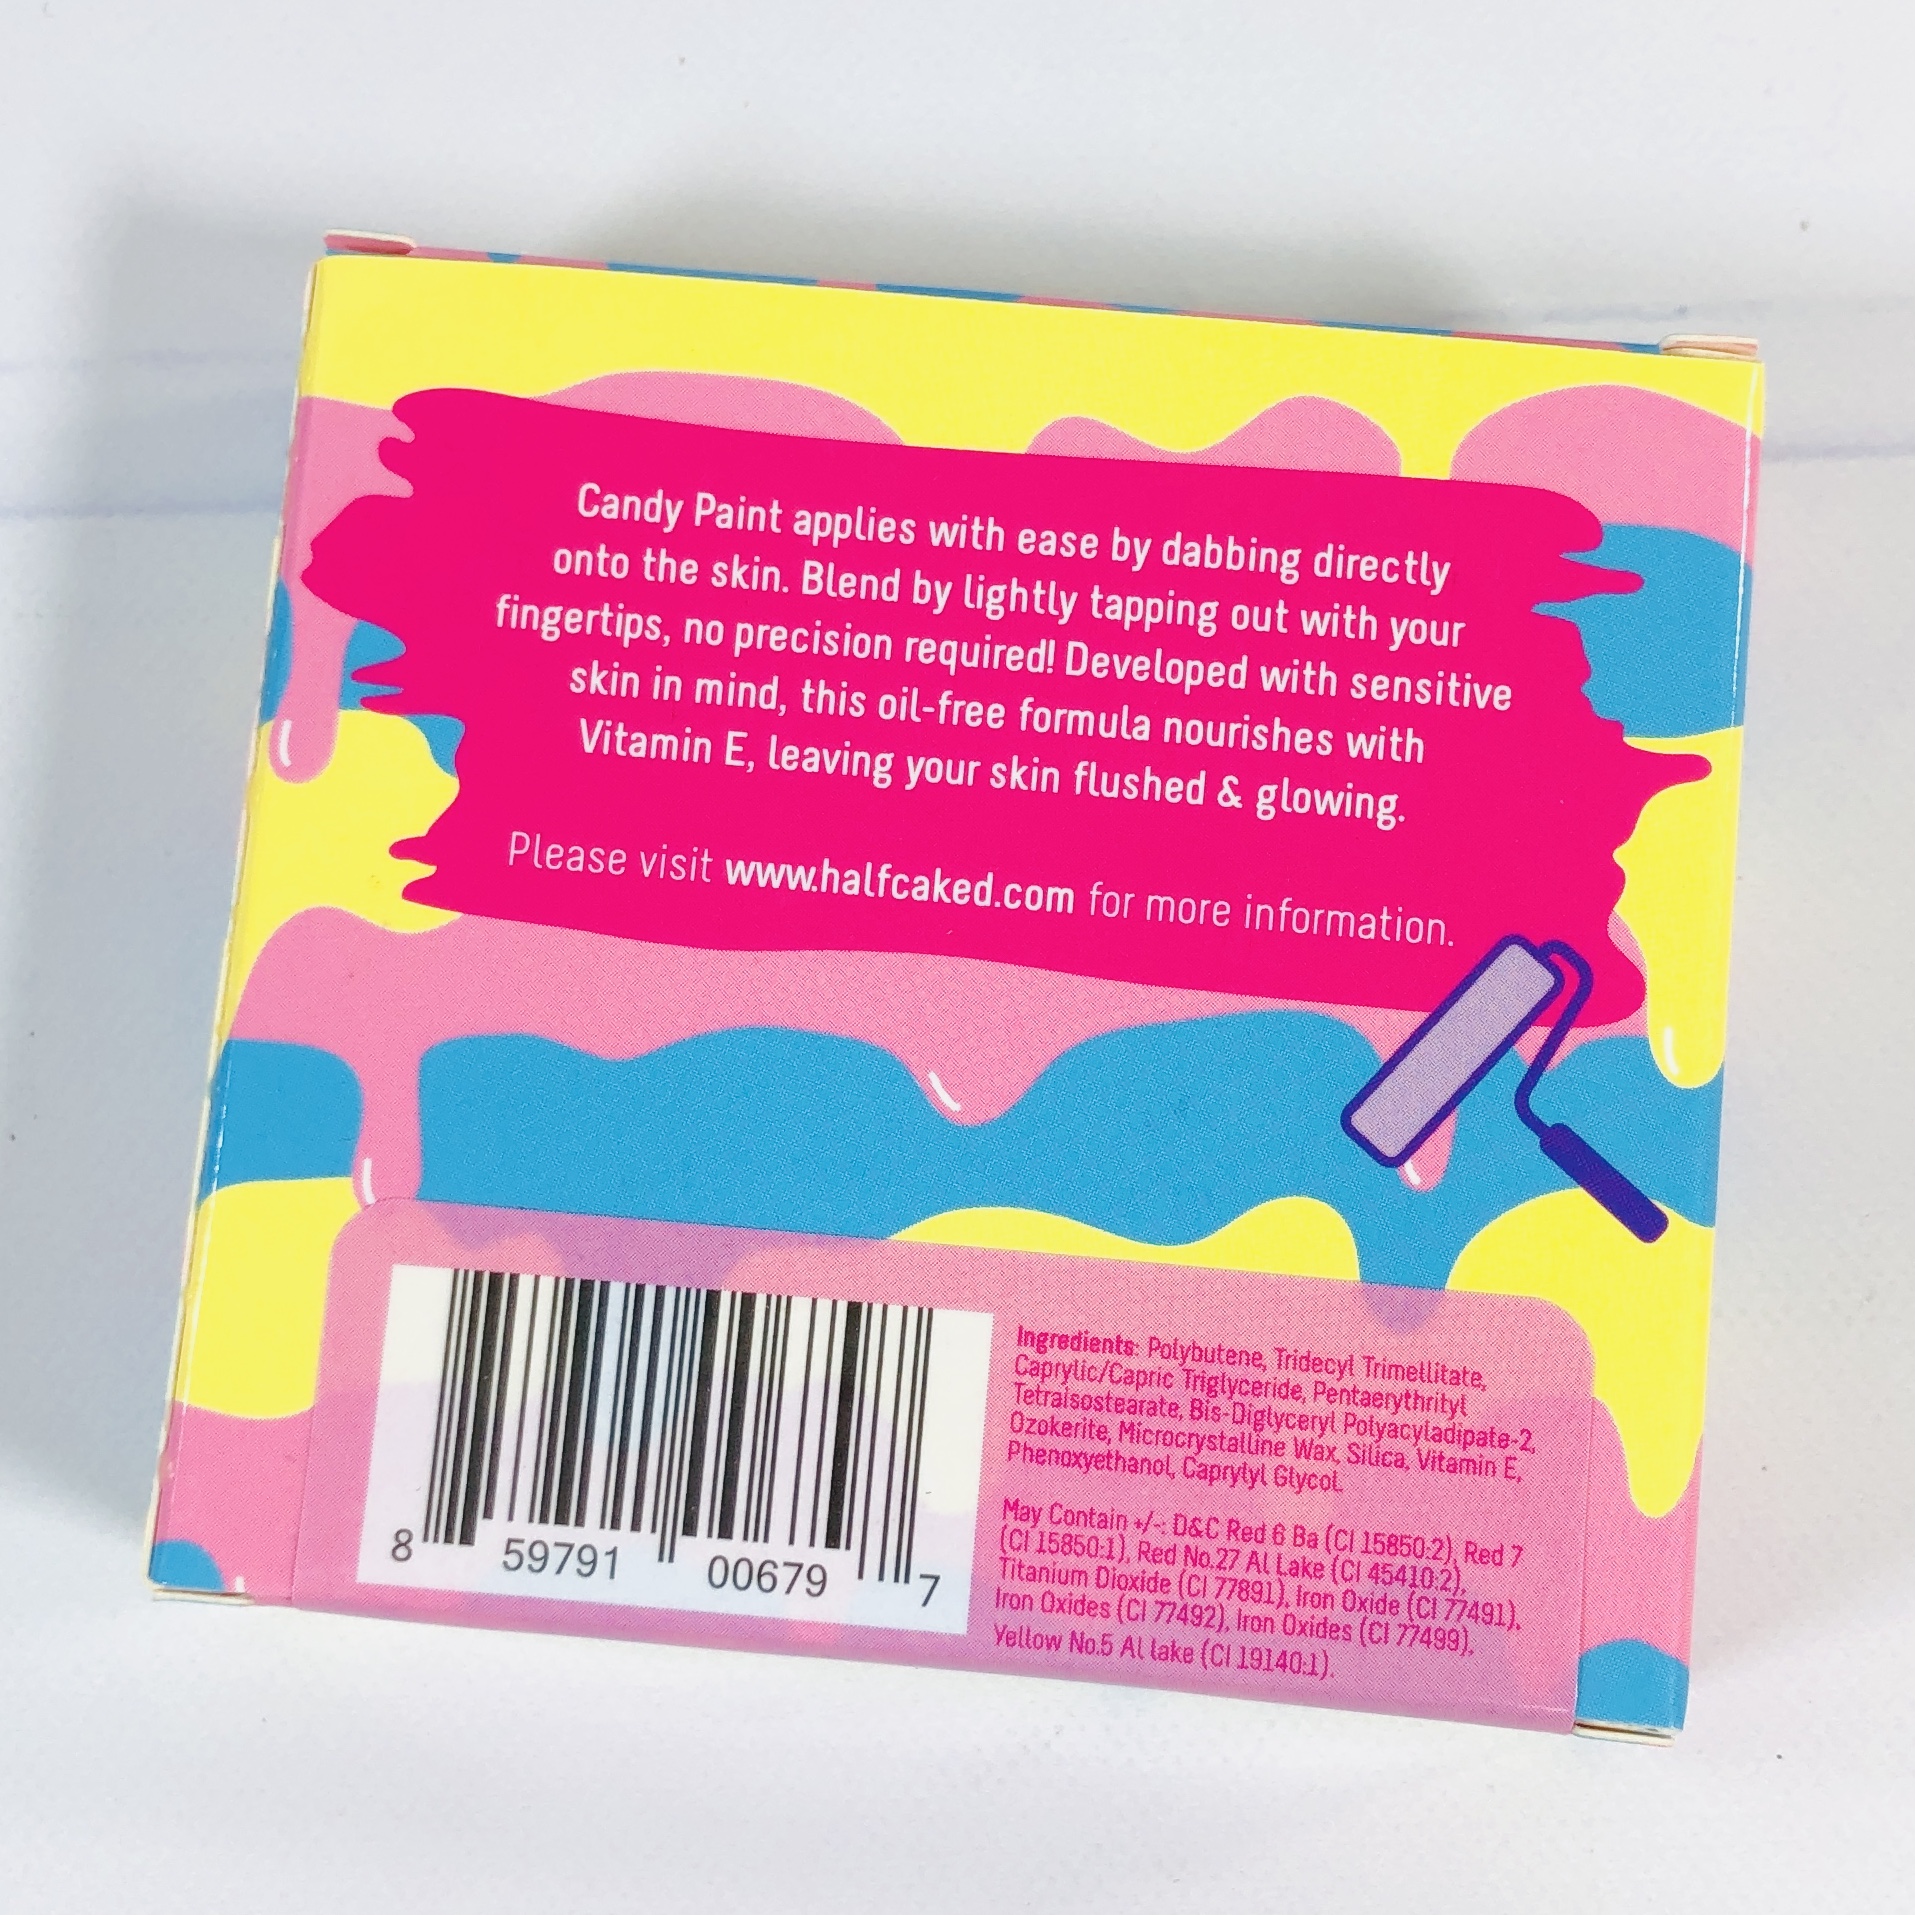 Candy Paint applies with ease by dabbing directly
onto the skin. Blend by lightly tapping out with your
fingertips, no precision required! Developed with sensitive
skin in mind, this oil-free formula nourishes with
Vitamin E, leaving your skin flushed & glowing.
Please visit www.halfcaked.com for more information.
8 59791 00679 7
Ingredients: Polybutene, Tridecyl Trimellitate,
Caprylic/Capric Triglyceride, Pentaerythrityl
Tetraisostearate, Bis-Diglyceryl Polyacyladipate-2,
Ozokerite, Microcrystalline Wax, Silica, Vitamin E,
Phenoxyethanol, Caprylyl Glycol.
May Contain +/-: D&C Red 6 Ba (CI 15850:2), Red 7
(CI 15850:1), Red No.27 Al Lake (CI 45410:2),
Titanium Dioxide (CI 77891), Iron Oxide (CI 77491),
Iron Oxides (CI 77492), Iron Oxides (CI 77499),
Yellow No.5 Al lake (CI 19140:1).